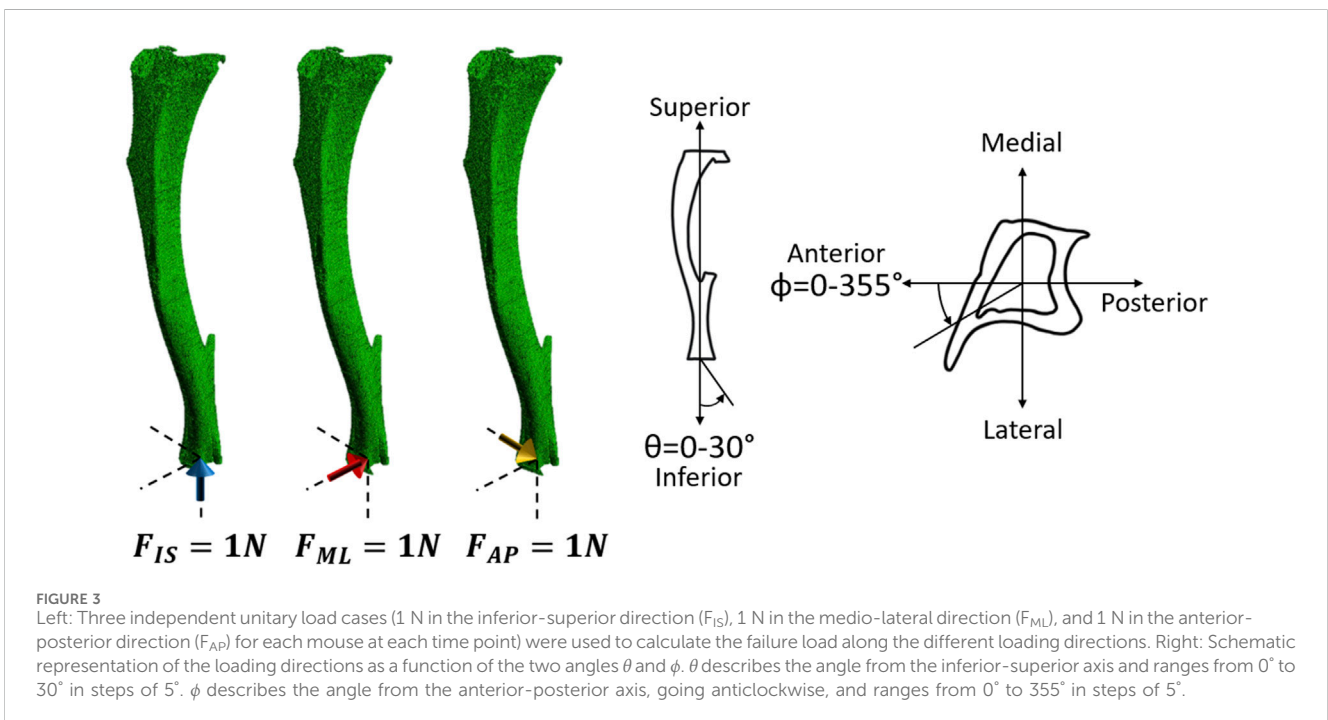 Superior
θ=0-30°
Inferior
Medial
Anterior
ϕ=0-355°
Posterior
Lateral
F_IS = 1N F_ML = 1N F_AP = 1N
FIGURE 3
Left: Three independent unitary load cases (1 N in the inferior-superior direction (F_IS), 1 N in the medio-lateral direction (F_ML), and 1 N in the anterior-
posterior direction (F_AP) for each mouse at each time point) were used to calculate the failure load along the different loading directions. Right: Schematic
representation of the loading directions as a function of the two angles θ and ϕ. θ describes the angle from the inferior-superior axis and ranges from 0° to
30° in steps of 5°. ϕ describes the angle from the anterior-posterior axis, going anticlockwise, and ranges from 0° to 355° in steps of 5°.